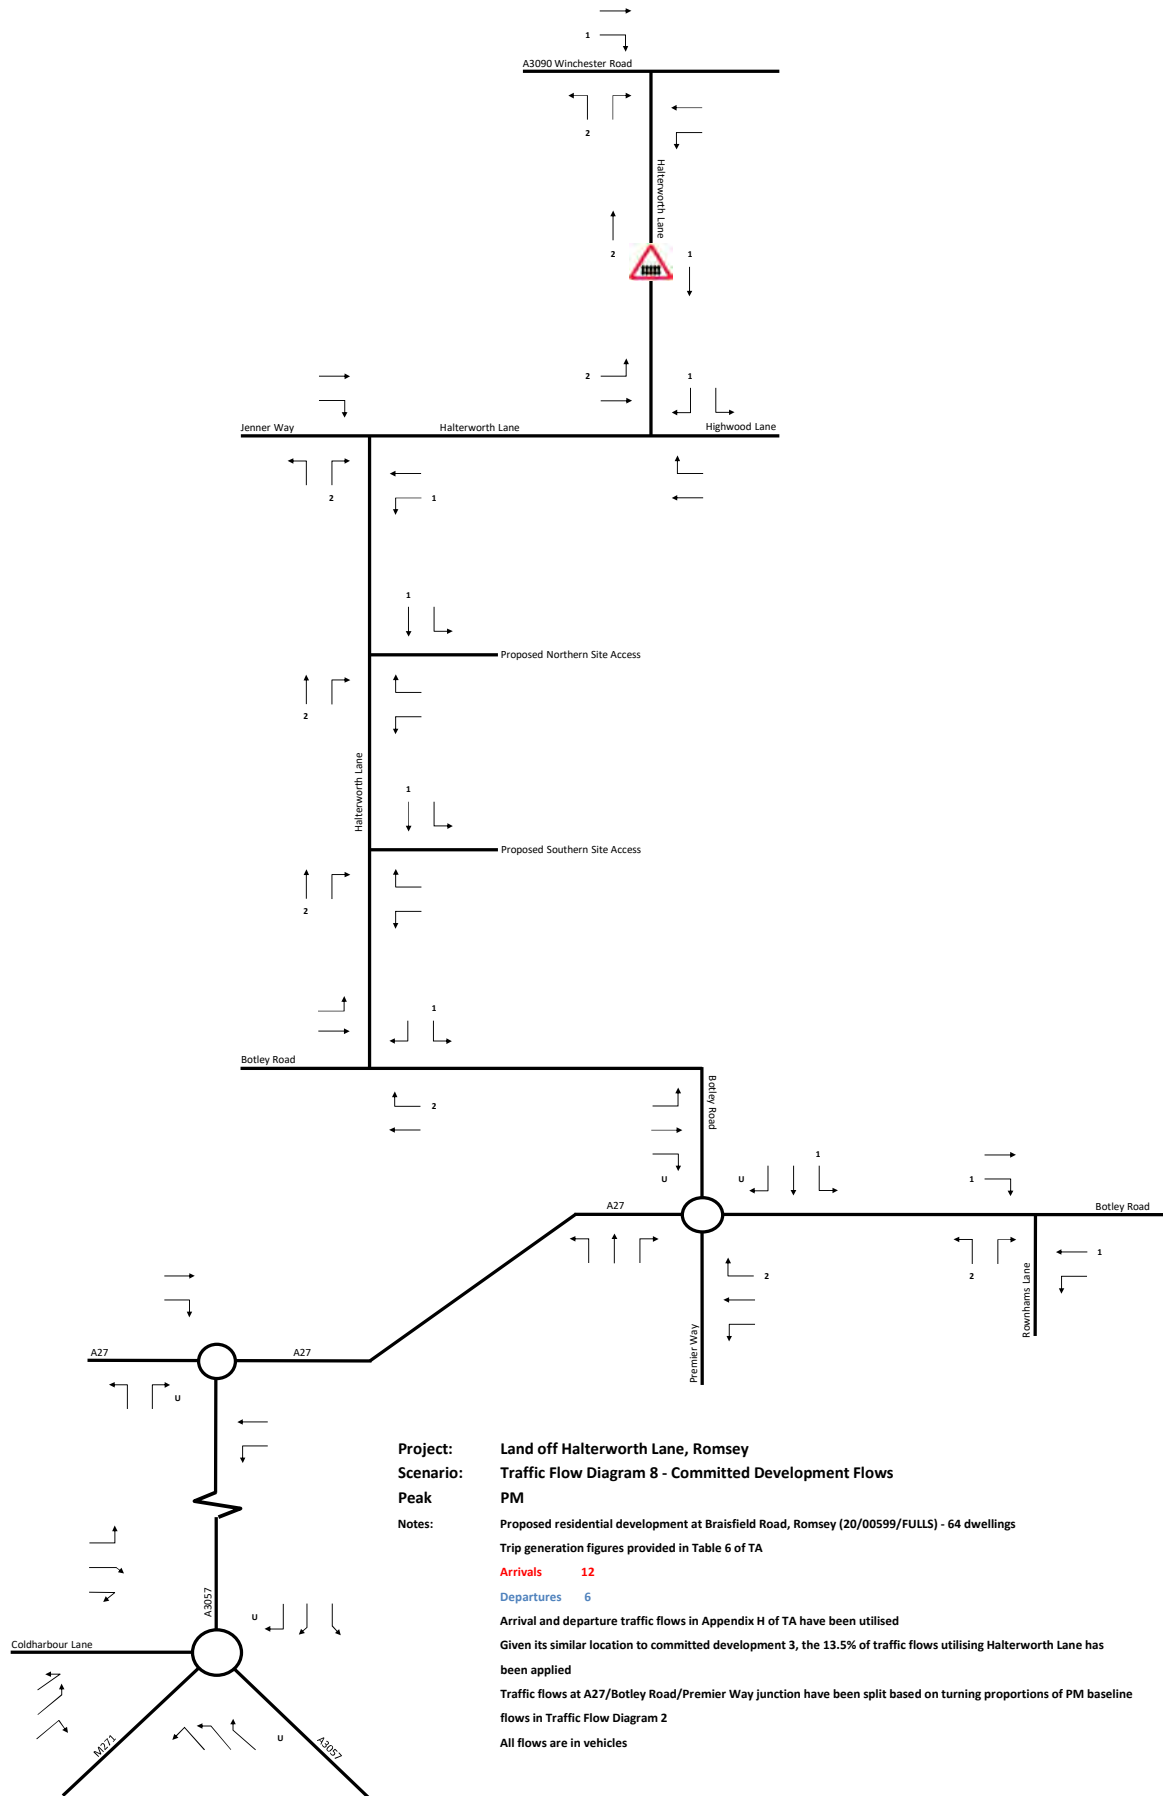 1
A3090 Winchester Road
2
Halterworth Lane
2
1
2
1
Jenner Way
Halterworth Lane
Highwood Lane
2
1
1
Proposed Northern Site Access
2
Halterworth Lane
1
Proposed Southern Site Access
2
1
Botley Road
2
Botley Road
1
U
U
1
A27
Botley Road
2
1
2
Rownhams Lane
Premier Way
A27
A27
U
Project: Land off Halterworth Lane, Romsey
Scenario: Traffic Flow Diagram 8 - Committed Development Flows
Peak PM
Notes: Proposed residential development at Braisfield Road, Romsey (20/00599/FULLS) - 64 dwellings
Trip generation figures provided in Table 6 of TA
Arrivals 12
Departures 6
Arrival and departure traffic flows in Appendix H of TA have been utilised
Given its similar location to committed development 3, the 13.5% of traffic flows utilising Halterworth Lane has
been applied
Traffic flows at A27/Botley Road/Premier Way junction have been split based on turning proportions of PM baseline
flows in Traffic Flow Diagram 2
All flows are in vehicles
A3057
U
Coldharbour Lane
M271
U
A3057